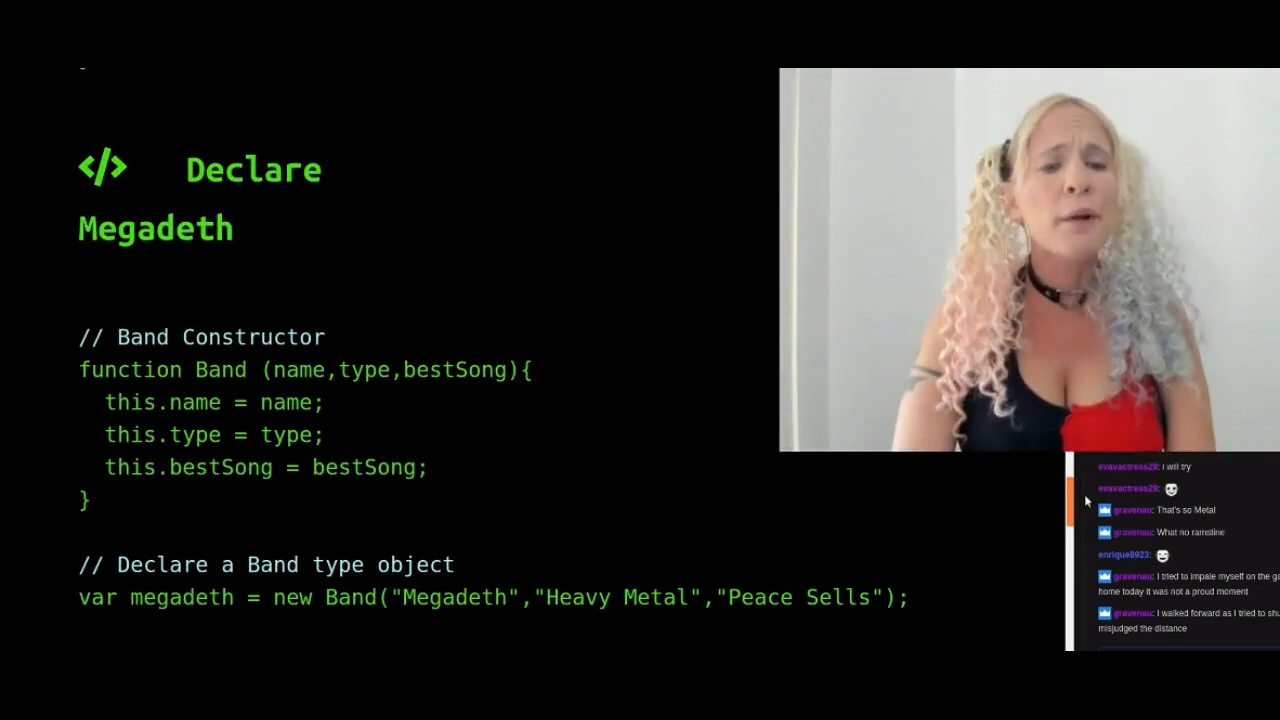 </> Declare
Megadeth
// Band Constructor
function Band (name,type,bestSong){
this.name = name;
this.type = type;
this.bestSong = bestSong;
}
// Declare a Band type object
var megadeth = new Band("Megadeth","Heavy Metal","Peace Sells");
evavactress29: i will try
evavactress29:
gravenau: That's so Metal
gravenau: What no ramstine
enrique8923:
gravenau: I tried to impale myself on the
home today it was not a proud moment
gravenau: I walked forward as I tried to
misjudged the distance